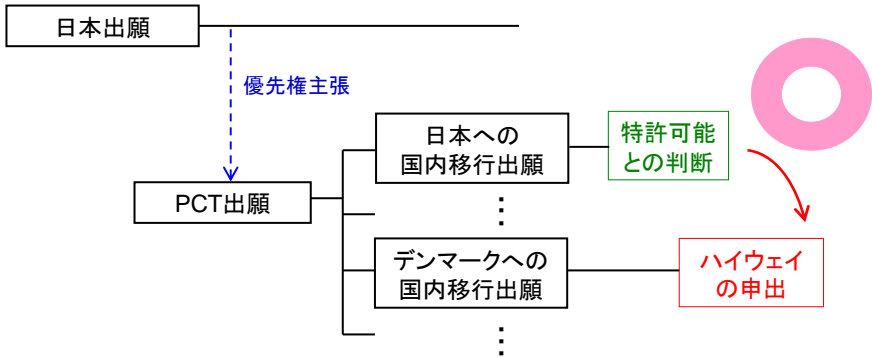 日本出願
優先権主張
日本への
国内移行出願
特許可能
との判断
PCT出願
⋮
デンマークへの
国内移行出願
ハイウェイ
の申出
⋮